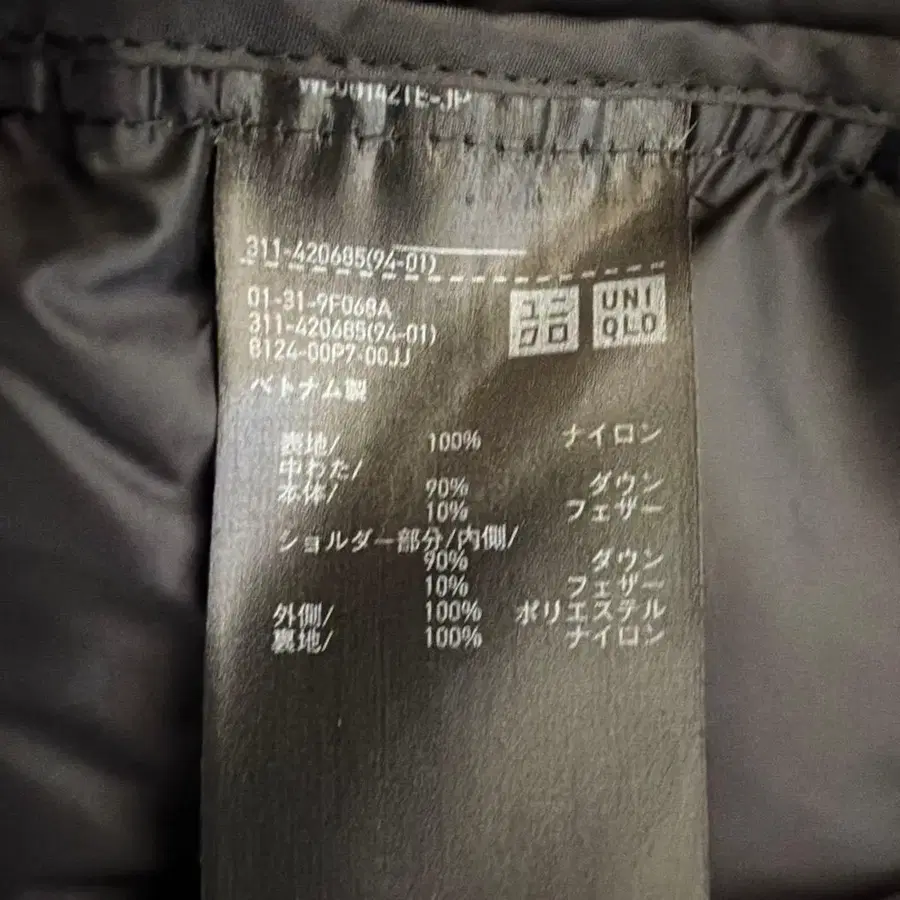 311-420685(94-01)
01-31-9F068A
311-420685(94-01)
8124-00P7-00JJ
ユニ
クロ
UNI
QLO
ベトナム製
表地/ 100% ナイロン
中わた/
本体/ 90% ダウン
10% フェザー
ショルダー部分/内側/
90% ダウン
10% フェザー
外側/ 100% ポリエステル
裏地/ 100% ナイロン